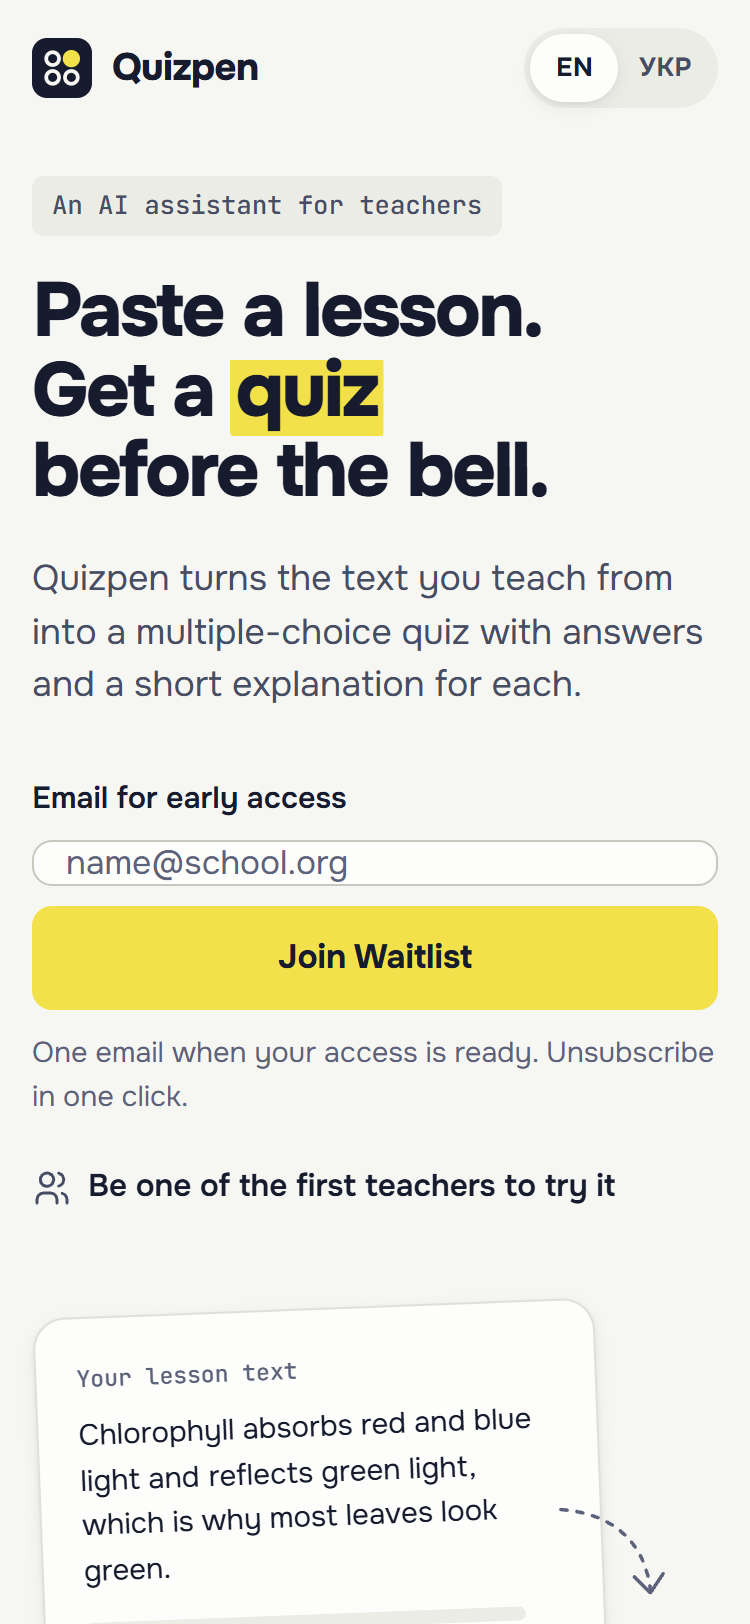 Quizpen
EN
УКР
An AI assistant for teachers
Paste a lesson.
Get a quiz
before the bell.
Quizpen turns the text you teach from
into a multiple-choice quiz with answers
and a short explanation for each.
Email for early access
name@school.org
Join Waitlist
One email when your access is ready. Unsubscribe
in one click.
Be one of the first teachers to try it
Your lesson text
Chlorophyll absorbs red and blue
light and reflects green light,
which is why most leaves look
green.